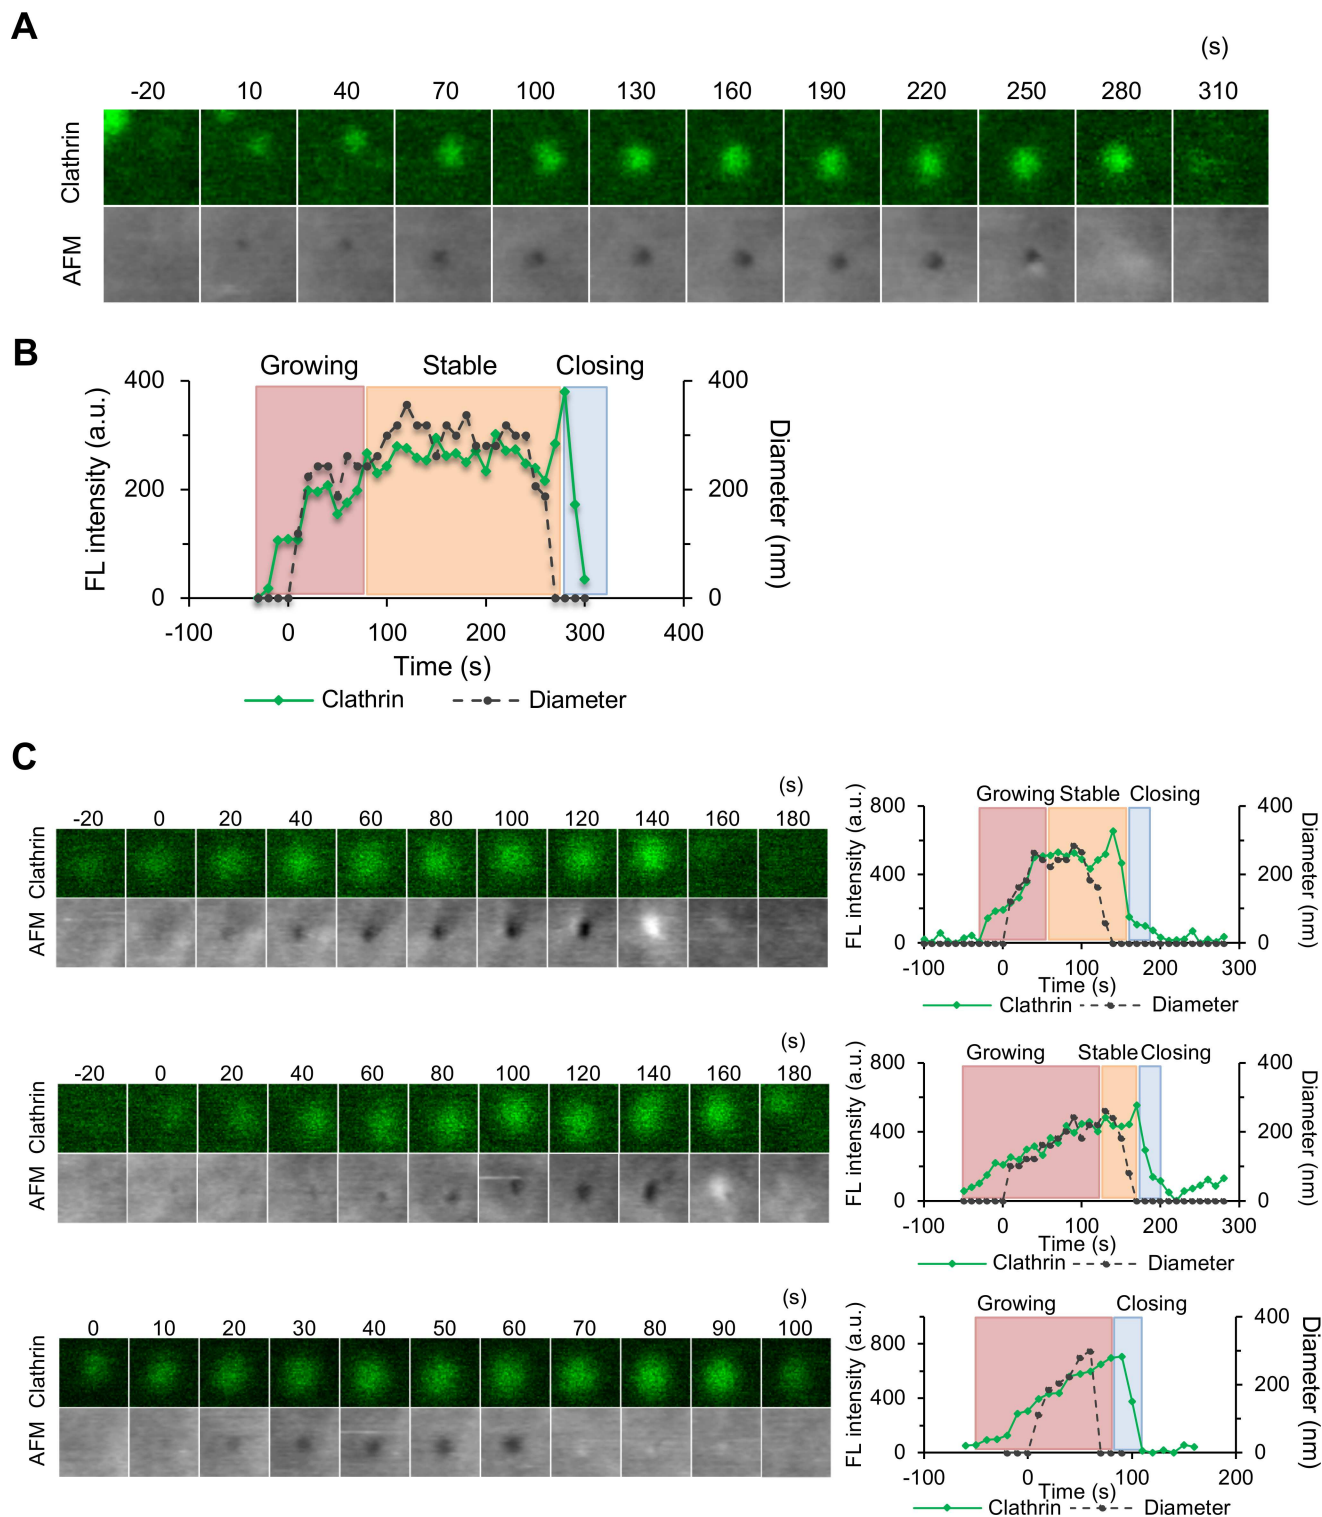 A
(s)
-20 10 40 70 100 130 160 190 220 250 280 310
Clathrin
AFM
B
Growing Stable Closing
400 400
200 200
0 0
FL intensity (a.u.)
Diameter (nm)
-100 0 100 200 300 400
Time (s)
Clathrin Diameter
C
(s)
-20 0 20 40 60 80 100 120 140 160 180
Clathrin
AFM
Growing Stable Closing
800 400
400 200
0 0
FL intensity (a.u.)
Diameter (nm)
-100 0 100 200 300
Time (s)
Clathrin Diameter
(s)
-20 0 20 40 60 80 100 120 140 160 180
Clathrin
AFM
Growing Stable Closing
800 400
400 200
0 0
FL intensity (a.u.)
Diameter (nm)
-100 0 100 200 300
Time (s)
Clathrin Diameter
(s)
0 10 20 30 40 50 60 70 80 90 100
Clathrin
AFM
Growing Closing
400
800
200
400
0 0
FL intensity (a.u.)
Diameter (nm)
-100 0 100 200
Time (s)
Clathrin Diameter